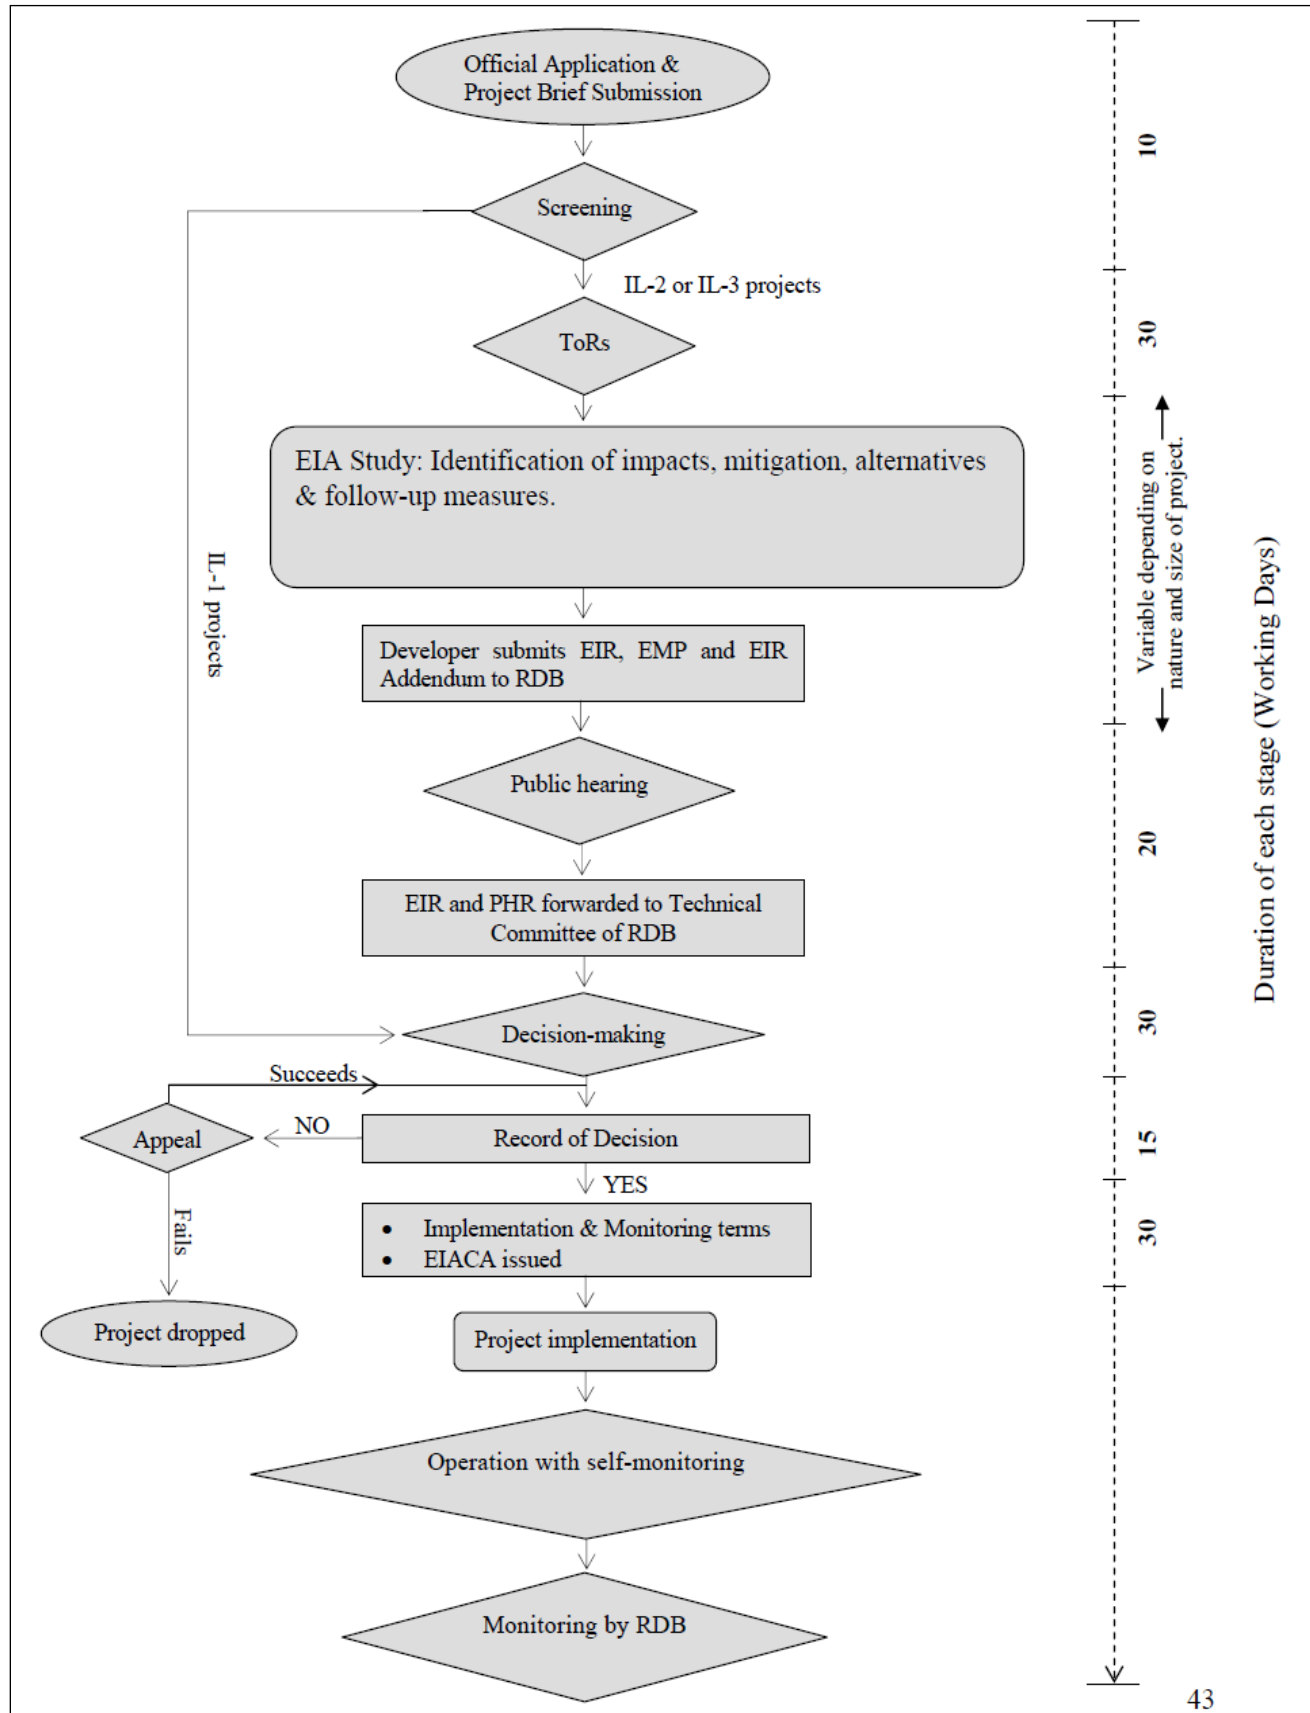 Official Application &
Project Brief Submission
10
Screening
IL-2 or IL-3 projects
ToRs
30
EIA Study: Identification of impacts, mitigation, alternatives
& follow-up measures.
Variable depending on
nature and size of project.
IL-1 projects
Duration of each stage (Working Days)
Developer submits EIR, EMP and EIR
Addendum to RDB
Public hearing
20
EIR and PHR forwarded to Technical
Committee of RDB
Decision-making
30
Succeeds
Appeal
NO
Record of Decision
15
YES
Fails
• Implementation & Monitoring terms
• EIACA issued
30
Project dropped
Project implementation
Operation with self-monitoring
Monitoring by RDB
43